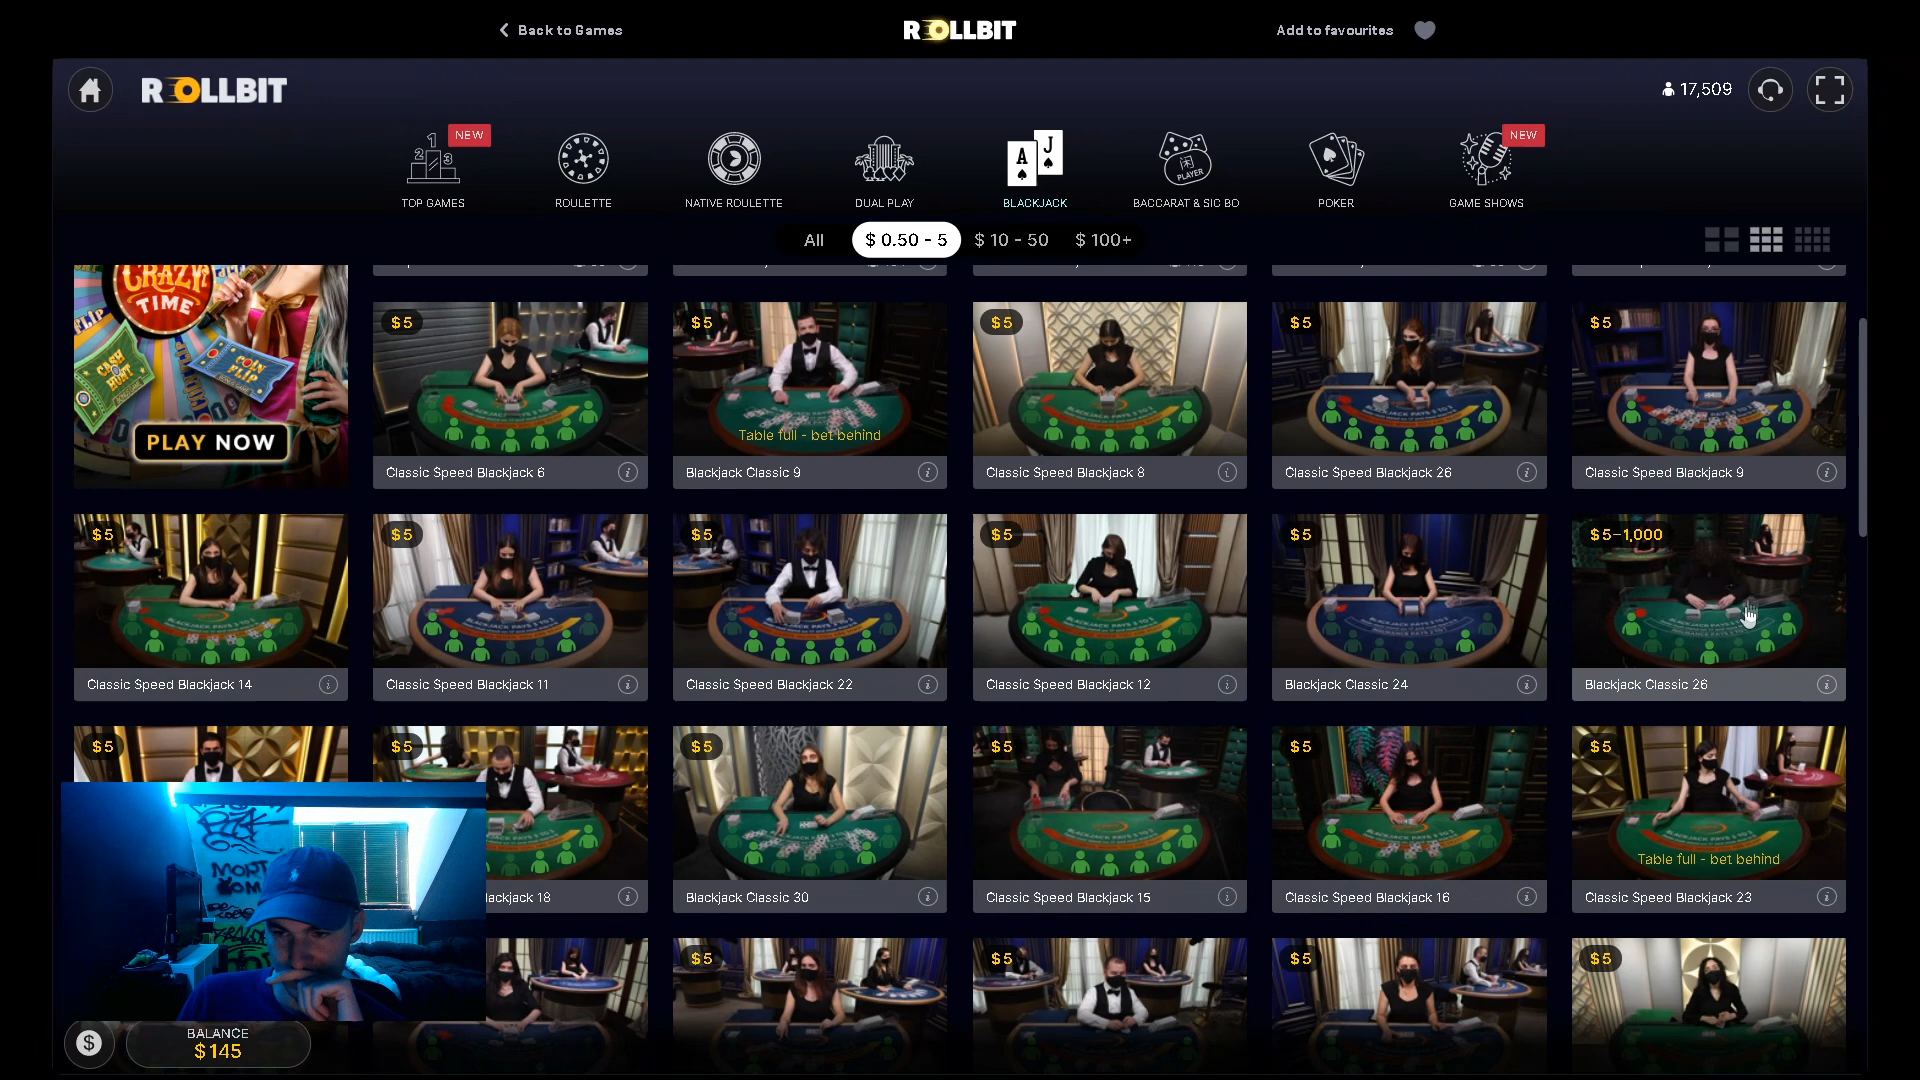 Back to Games
ROLLBIT
Add to favourites
ROLLBIT
17,509
NEW
NEW
TOP GAMES
ROULETTE
NATIVE ROULETTE
DUAL PLAY
BLACKJACK
BACCARAT & SIC BO
POKER
GAME SHOWS
All
$ 0.50 - 5
$ 10 - 50
$ 100+
CRAZY
TIME
CASH
HUNT
COIN
FLIP
PLAY NOW
$5
$5
Table full - bet behind
$5
$5
$5
Classic Speed Blackjack 6
Blackjack Classic 9
Classic Speed Blackjack 8
Classic Speed Blackjack 26
Classic Speed Blackjack 9
$5
$5
$5
$5
$5
$5–1,000
Classic Speed Blackjack 14
Classic Speed Blackjack 11
Classic Speed Blackjack 22
Classic Speed Blackjack 12
Blackjack Classic 24
Blackjack Classic 26
$5
$5
$5
$5
$5
$5
Table full - bet behind
lackjack 18
Blackjack Classic 30
Classic Speed Blackjack 15
Classic Speed Blackjack 16
Classic Speed Blackjack 23
$5
$5
$5
$5
BALANCE
$145